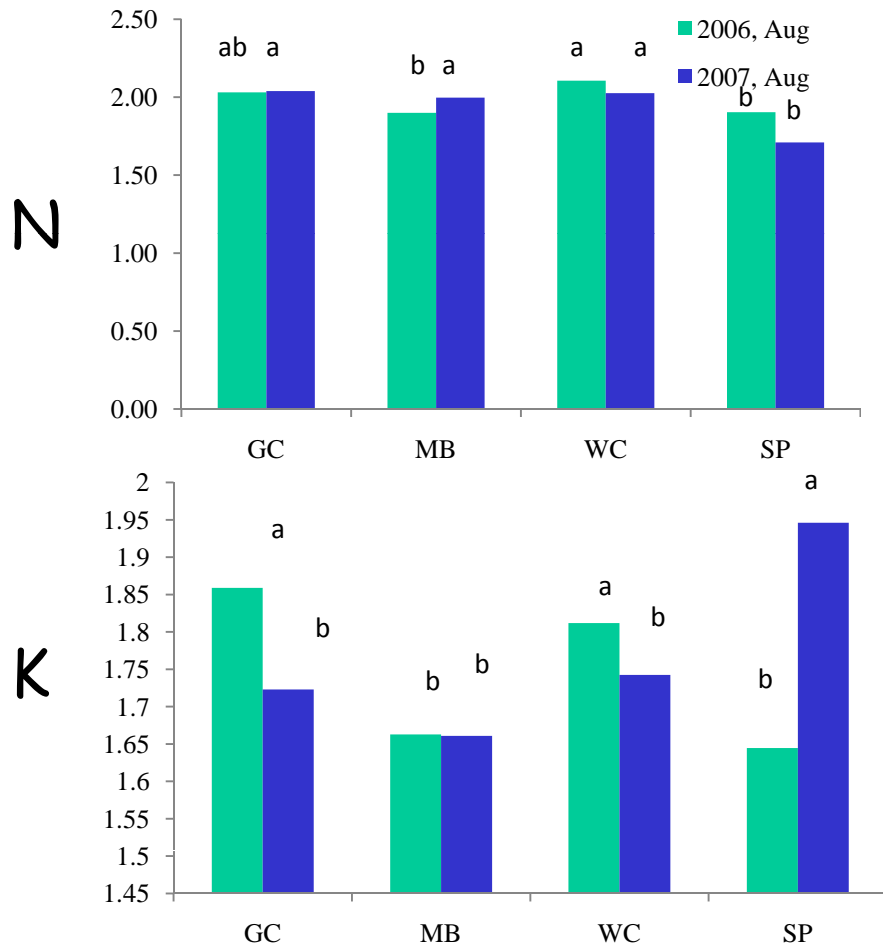 2.50
ab a
b a
a a
2006, Aug
2007, Aug
b b
2.00
1.50
N
1.00
0.50
0.00
GC MB WC SP
2
a
1.95
a
1.9
1.85
a
b
b
1.8
1.75
b b
b
K
1.7
1.65
1.6
1.55
1.5
1.45
GC MB WC SP